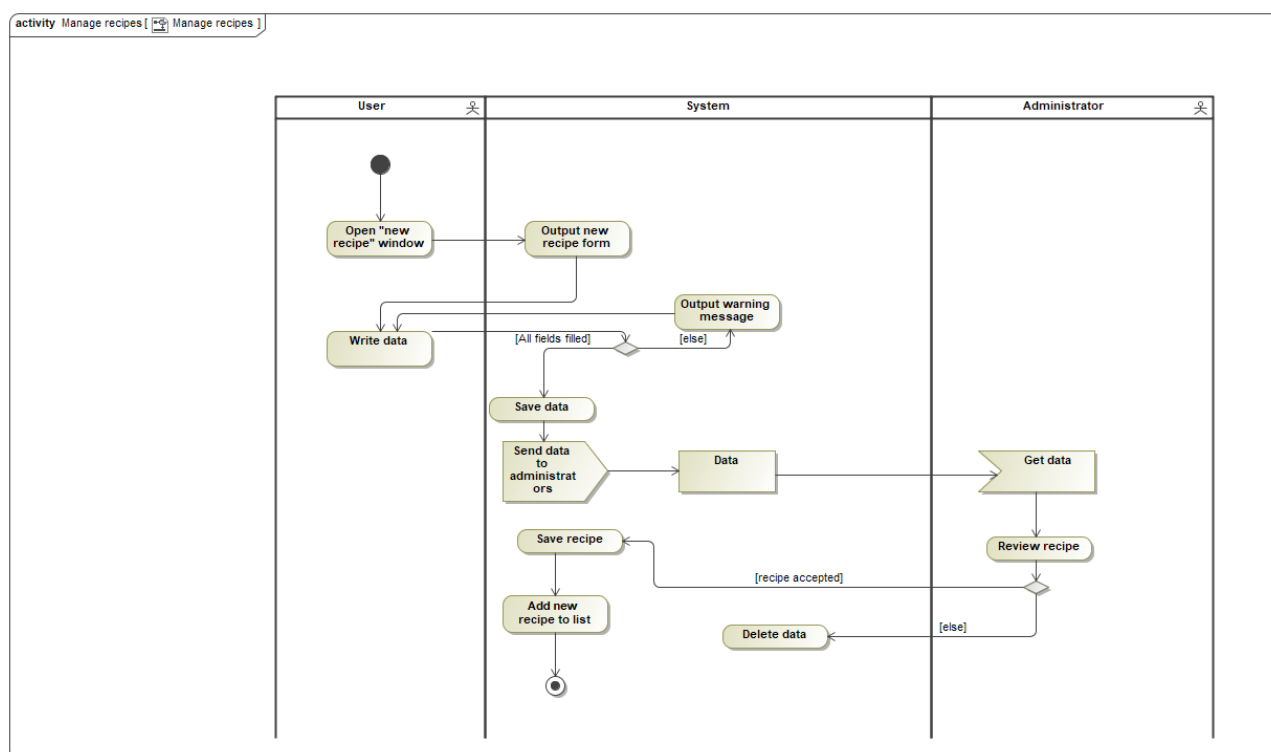 activity Manage recipes [ Manage recipes ]
User
System
Administrator
Open "new
recipe" window
Output new
recipe form
Output warning
message
Write data
[All fields filled]
[else]
Save data
Send data
to
administrat
ors
Data
Get data
Save recipe
Review recipe
[recipe accepted]
Add new
recipe to list
[else]
Delete data